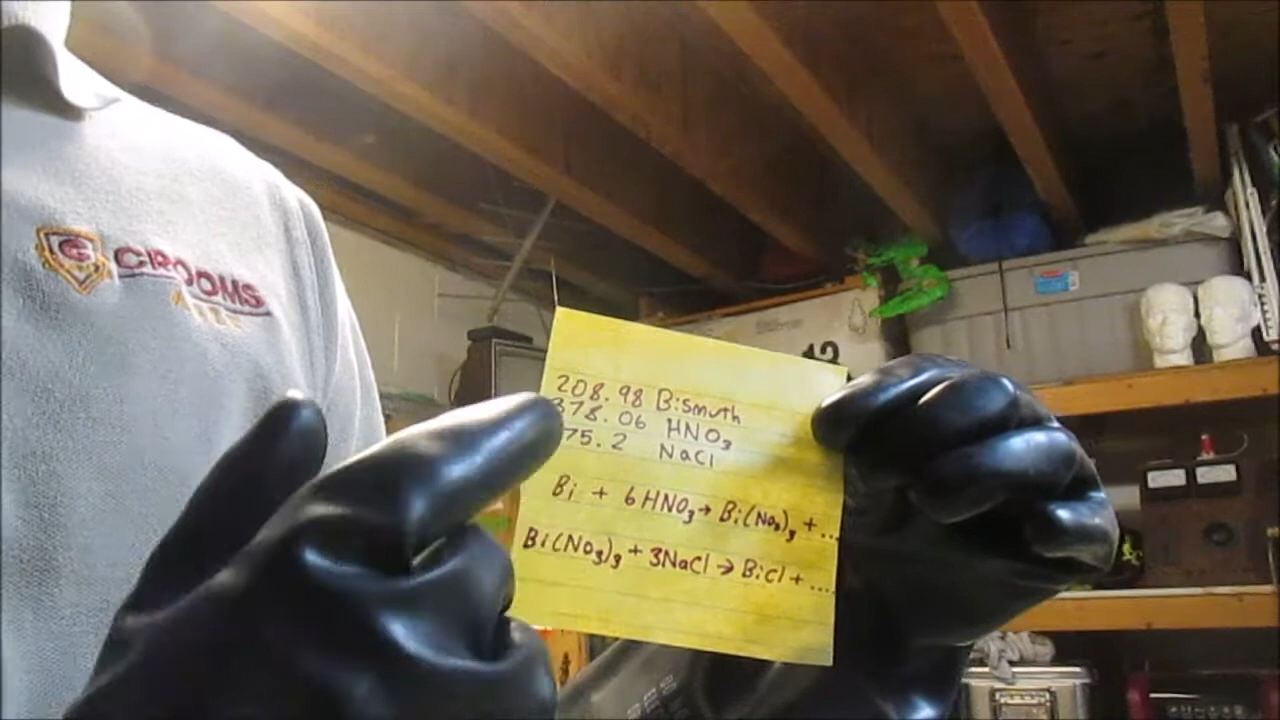 CROOMS
13
208.98 Bismuth
378.06 HNO3
75.2 NaCl
Bi + 6HNO3→ Bi(NO3)3 + ...
Bi(NO3)3 + 3NaCl → BiCl + ....